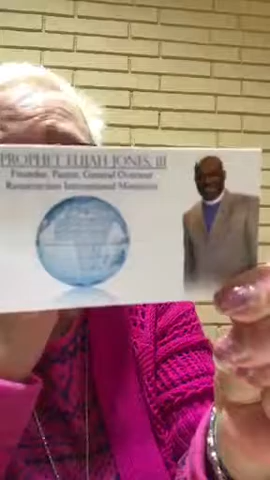 PROPHET ELIJAH JONES, III
Founder, Pastor, General Overseer
Resurrection International Ministries